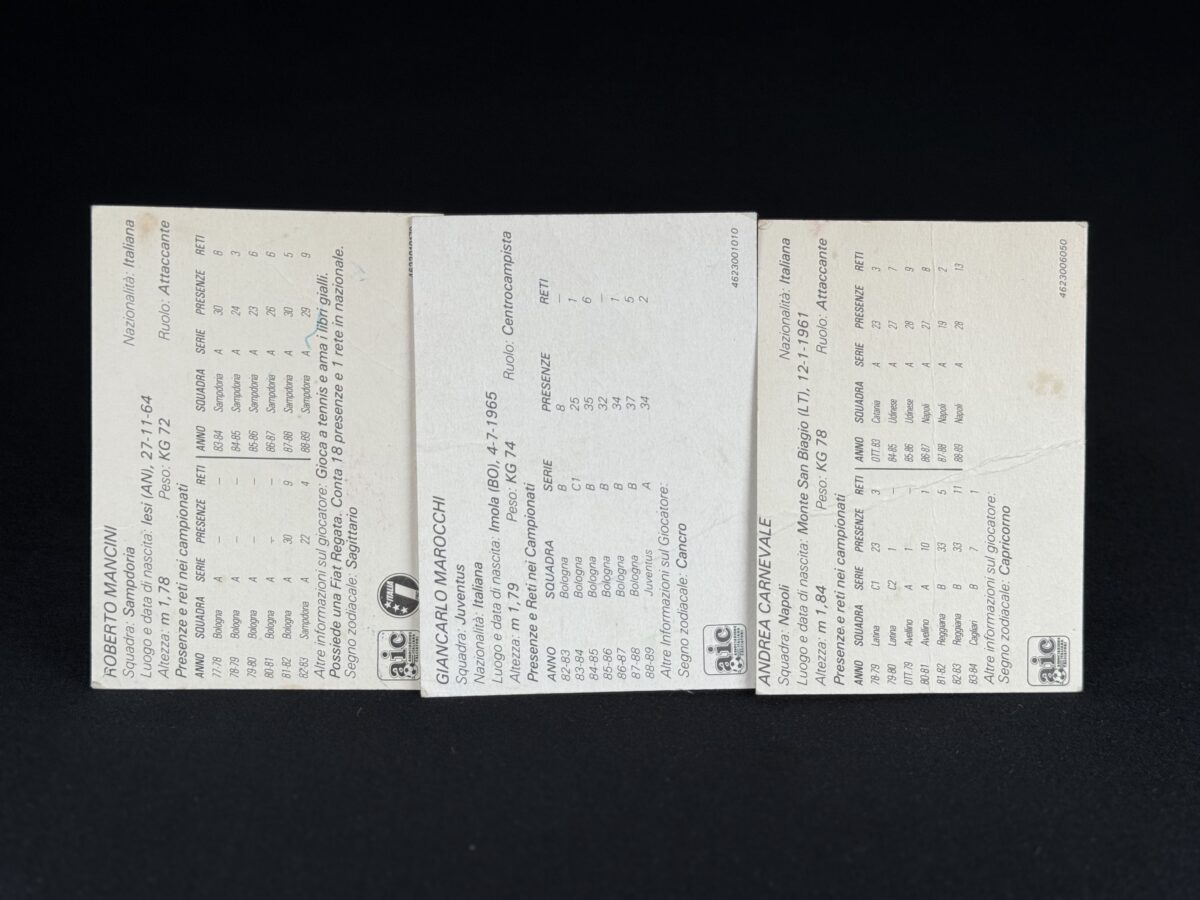 ROBERTO MANCINI
Squadra: Sampdoria
Nazionalità: Italiana
Luogo e data di nascita: Iesi (AN), 27-11-64
Altezza: m 1,78 Peso: KG 72 Ruolo: Attaccante
Presenze e reti nei campionati
ANNO SQUADRA SERIE PRESENZE RETI ANNO SQUADRA SERIE PRESENZE RETI
77-78 Bologna A – – 83-84 Sampdoria A 30 8
78-79 Bologna A – – 84-85 Sampdoria A 24 3
79-80 Bologna A – – 85-86 Sampdoria A 23 6
80-81 Bologna A – – 86-87 Sampdoria A 26 6
81-82 Bologna A 30 9 87-88 Sampdoria A 30 5
82-83 Sampdoria A 22 4 88-89 Sampdoria A 29 9
Altre informazioni sul giocatore: Gioca a tennis e ama i libri gialli.
Possiede una Fiat Regata. Conta 18 presenze e 1 rete in nazionale.
Segno zodiacale: Sagittario
aic
ITALIA
1
GIANCARLO MAROCCHI
Squadra: Juventus
Nazionalità: Italiana
Luogo e data di nascita: Imola (BO), 4-7-1965
Altezza: m 1,79 Peso: KG 74 Ruolo: Centrocampista
Presenze e Reti nei Campionati
ANNO SQUADRA SERIE PRESENZE RETI
82-83 Bologna B 8 –
83-84 Bologna C1 25 1
84-85 Bologna B 35 6
85-86 Bologna B 32 –
86-87 Bologna B 34 1
87-88 Bologna B 37 5
88-89 Juventus A 34 2
Altre Informazioni sul Giocatore:
Segno zodiacale: Cancro
aic
4623001010
ANDREA CARNEVALE
Squadra: Napoli
Nazionalità: Italiana
Luogo e data di nascita: Monte San Biagio (LT), 12-1-1961
Altezza: m 1,84 Peso: KG 78 Ruolo: Attaccante
Presenze e reti nei campionati
ANNO SQUADRA SERIE PRESENZE RETI ANNO SQUADRA SERIE PRESENZE RETI
78-79 Latina C1 23 3 OTT.83 Catania A 23 3
79-80 Latina C2 1 – 84-85 Udinese A 27 7
OTT.79 Avellino A 1 – 85-86 Udinese A 28 9
80-81 Avellino A 10 1 86-87 Napoli A 27 8
81-82 Reggiana B 33 5 87-88 Napoli A 19 2
82-83 Reggiana B 33 11 88-89 Napoli A 28 13
83-84 Cagliari B 7 1
Altre informazioni sul giocatore:
Segno zodiacale: Capricorno
aic
4623006050